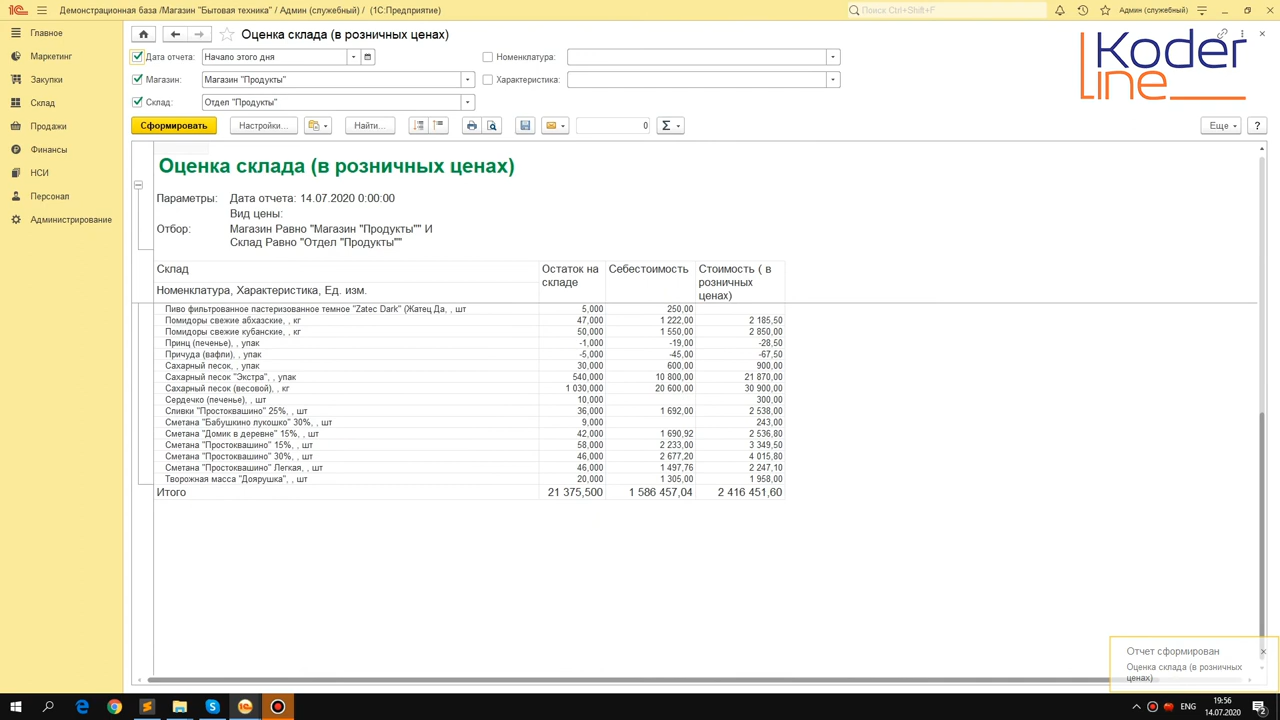 Демонстрационная база /Магазин "Бытовая техника" / Админ (служебный) / (1С:Предприятие)
Поиск Ctrl+Shift+F
Админ (служебный)
Главное
Маркетинг
Закупки
Склад
Продажи
Финансы
НСИ
Персонал
Администрирование
Оценка склада (в розничных ценах)
Koder
line
Дата отчета: Начало этого дня
Номенклатура:
Магазин: Магазин "Продукты"
Характеристика:
Склад: Отдел "Продукты"
Сформировать Настройки... Найти... 0 Σ Еще ?
Оценка склада (в розничных ценах)
Параметры: Дата отчета: 14.07.2020 0:00:00
Вид цены:
Отбор: Магазин Равно "Магазин "Продукты"" И
Склад Равно "Отдел "Продукты""
Склад Остаток на складе Себестоимость Стоимость ( в розничных ценах)
Номенклатура, Характеристика, Ед. изм.
Пиво фильтрованное пастеризованное темное "Zatec Dark" (Жатец Да, , шт 5,000 250,00
Помидоры свежие абхазские, , кг 47,000 1 222,00 2 185,50
Помидоры свежие кубанские, , кг 50,000 1 550,00 2 850,00
Принц (печенье), , упак -1,000 -19,00 -28,50
Причуда (вафли), , упак -5,000 -45,00 -67,50
Сахарный песок, , упак 30,000 600,00 900,00
Сахарный песок "Экстра", , упак 540,000 10 800,00 21 870,00
Сахарный песок (весовой), , кг 1 030,000 20 600,00 30 900,00
Сердечко (печенье), , шт 10,000 300,00
Сливки "Простоквашино" 25%, , шт 36,000 1 692,00 2 538,00
Сметана "Бабушкино лукошко" 30%, , шт 9,000 243,00
Сметана "Домик в деревне" 15%, , шт 42,000 1 690,92 2 536,80
Сметана "Простоквашино" 15%, , шт 58,000 2 233,00 3 349,50
Сметана "Простоквашино" 30%, , шт 46,000 2 677,20 4 015,80
Сметана "Простоквашино" Легкая, , шт 46,000 1 497,76 2 247,10
Творожная масса "Доярушка", , шт 20,000 1 305,00 1 958,00
Итого 21 375,500 1 586 457,04 2 416 451,60
Отчет сформирован
Оценка склада (в розничных
ценах)
ENG
19:56
14.07.2020
2